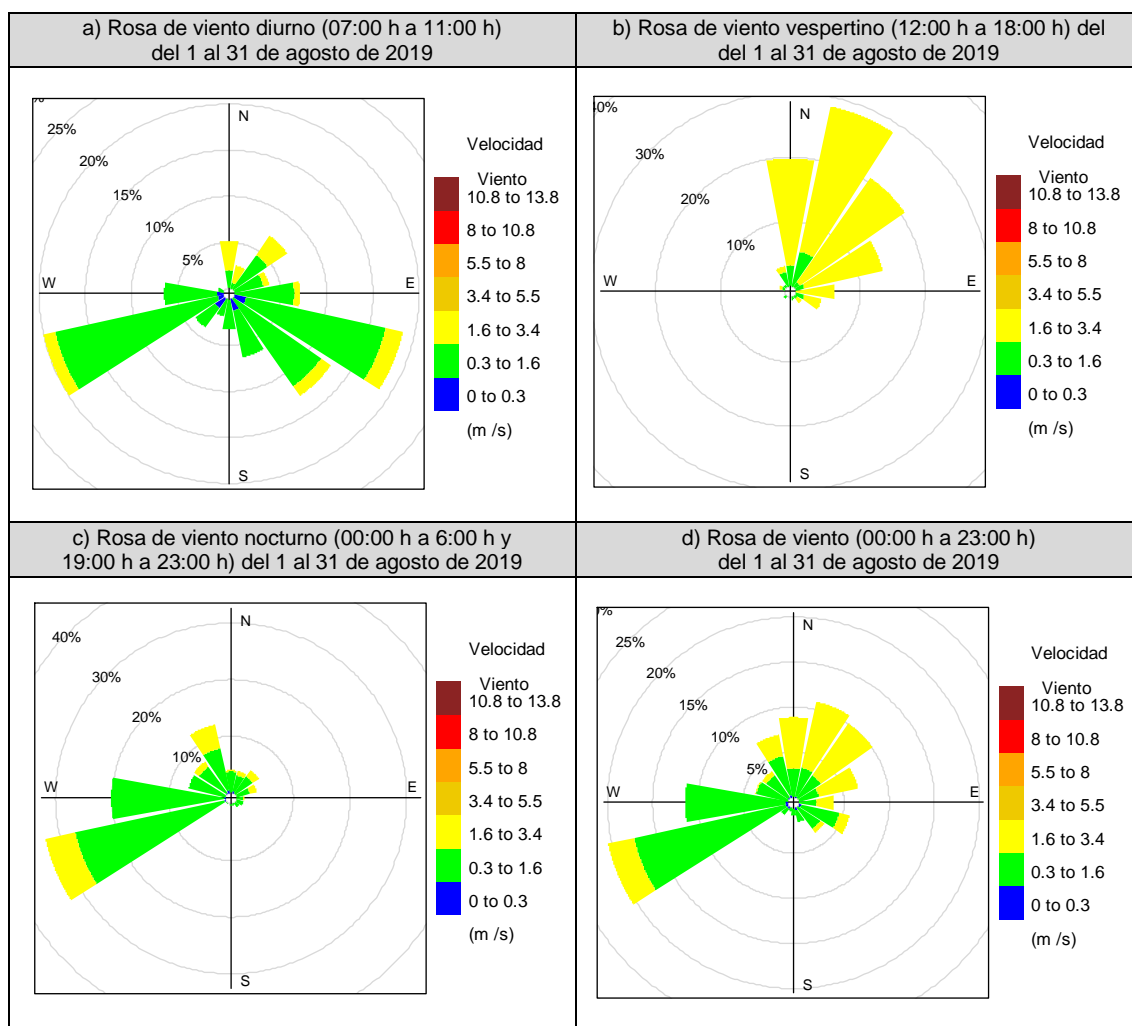 a) Rosa de viento diurno (07:00 h a 11:00 h)
del 1 al 31 de agosto de 2019
%
25%
20%
15%
10%
5%
N
W
E
S
Velocidad
Viento
10.8 to 13.8
8 to 10.8
5.5 to 8
3.4 to 5.5
1.6 to 3.4
0.3 to 1.6
0 to 0.3
(m /s)
b) Rosa de viento vespertino (12:00 h a 18:00 h) del
del 1 al 31 de agosto de 2019
40%
30%
20%
10%
N
W
E
S
Velocidad
Viento
10.8 to 13.8
8 to 10.8
5.5 to 8
3.4 to 5.5
1.6 to 3.4
0.3 to 1.6
0 to 0.3
(m /s)
c) Rosa de viento nocturno (00:00 h a 6:00 h y
19:00 h a 23:00 h) del 1 al 31 de agosto de 2019
40%
30%
20%
10%
N
W
E
S
Velocidad
Viento
10.8 to 13.8
8 to 10.8
5.5 to 8
3.4 to 5.5
1.6 to 3.4
0.3 to 1.6
0 to 0.3
(m /s)
d) Rosa de viento (00:00 h a 23:00 h)
del 1 al 31 de agosto de 2019
0%
25%
20%
15%
10%
5%
N
W
E
S
Velocidad
Viento
10.8 to 13.8
8 to 10.8
5.5 to 8
3.4 to 5.5
1.6 to 3.4
0.3 to 1.6
0 to 0.3
(m /s)